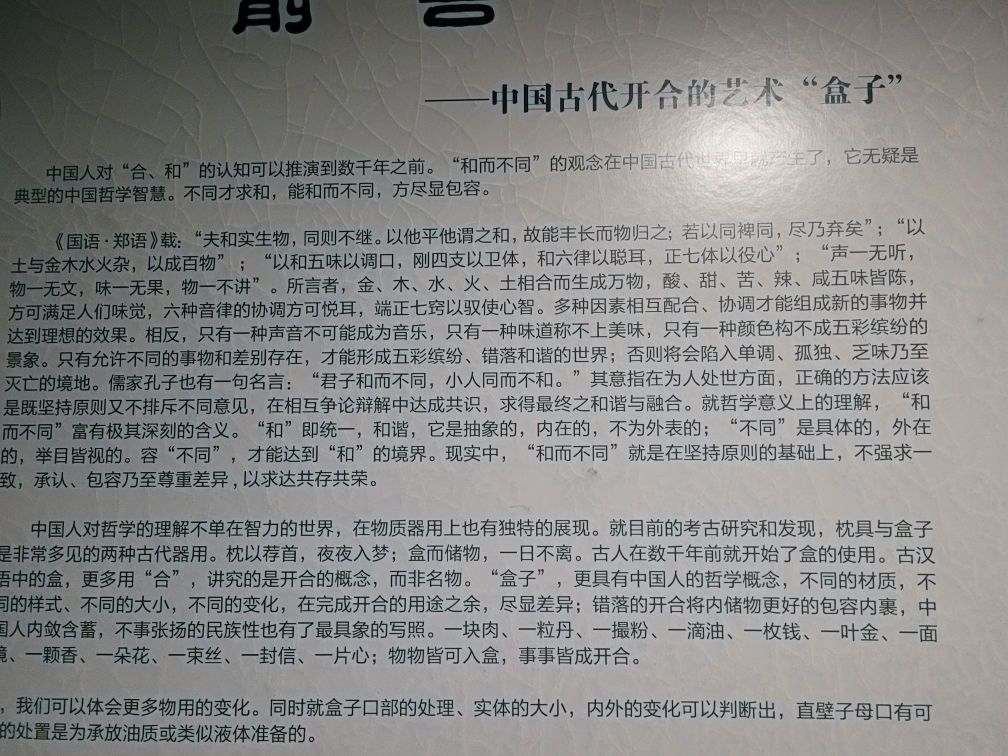 前 言
——中国古代开合的艺术“盒子”
中国人对“合、和”的认知可以推演到数千年之前。“和而不同”的观念在中国古代世界里就产生了，它无疑是
典型的中国哲学智慧。不同才求和，能和而不同，方尽显包容。
《国语·郑语》载：“夫和实生物，同则不继。以他平他谓之和，故能丰长而物归之；若以同裨同，尽乃弃矣”；“以
土与金木水火杂，以成百物”；“以和五味以调口，刚四支以卫体，和六律以聪耳，正七体以役心”；“声一无听，
物一无文，味一无果，物一不讲”。所言者，金、木、水、火、土相合而生成万物，酸、甜、苦、辣、咸五味皆陈，
方可满足人们味觉，六种音律的协调方可悦耳，端正七窍以驭使心智。多种因素相互配合、协调才能组成新的事物并
达到理想的效果。相反，只有一种声音不可能成为音乐，只有一种味道称不上美味，只有一种颜色构不成五彩缤纷的
景象。只有允许不同的事物和差别存在，才能形成五彩缤纷、错落和谐的世界；否则将会陷入单调、孤独、乏味乃至
灭亡的境地。儒家孔子也有一句名言：“君子和而不同，小人同而不和。”其意指在为人处世方面，正确的方法应该
是既坚持原则又不排斥不同意见，在相互争论辩解中达成共识，求得最终之和谐与融合。就哲学意义上的理解，“和
而不同”富有极其深刻的含义。“和”即统一，和谐，它是抽象的，内在的，不为外表的；“不同”是具体的，外在
的，举目皆视的。容“不同”，才能达到“和”的境界。现实中，“和而不同”就是在坚持原则的基础上，不强求一
致，承认、包容乃至尊重差异，以求达共存共荣。
中国人对哲学的理解不单在智力的世界，在物质器用上也有独特的展现。就目前的考古研究和发现，枕具与盒子
是非常多见的两种古代器用。枕以荐首，夜夜入梦；盒而储物，一日不离。古人在数千年前就开始了盒的使用。古汉
语中的盒，更多用“合”，讲究的是开合的概念，而非名物。“盒子”，更具有中国人的哲学概念，不同的材质，不
同的样式、不同的大小，不同的变化，在完成开合的用途之余，尽显差异；错落的开合将内储物更好的包容内裹，中
国人内敛含蓄，不事张扬的民族性也有了最具象的写照。一块肉、一粒丹、一撮粉、一滴油、一枚钱、一叶金、一面
镜、一颗香、一朵花、一束丝、一封信、一片心；物物皆可入盒，事事皆成开合。
，我们可以体会更多物用的变化。同时就盒子口部的处理、实体的大小，内外的变化可以判断出，直壁子母口有可
的处置是为承放油质或类似液体准备的。